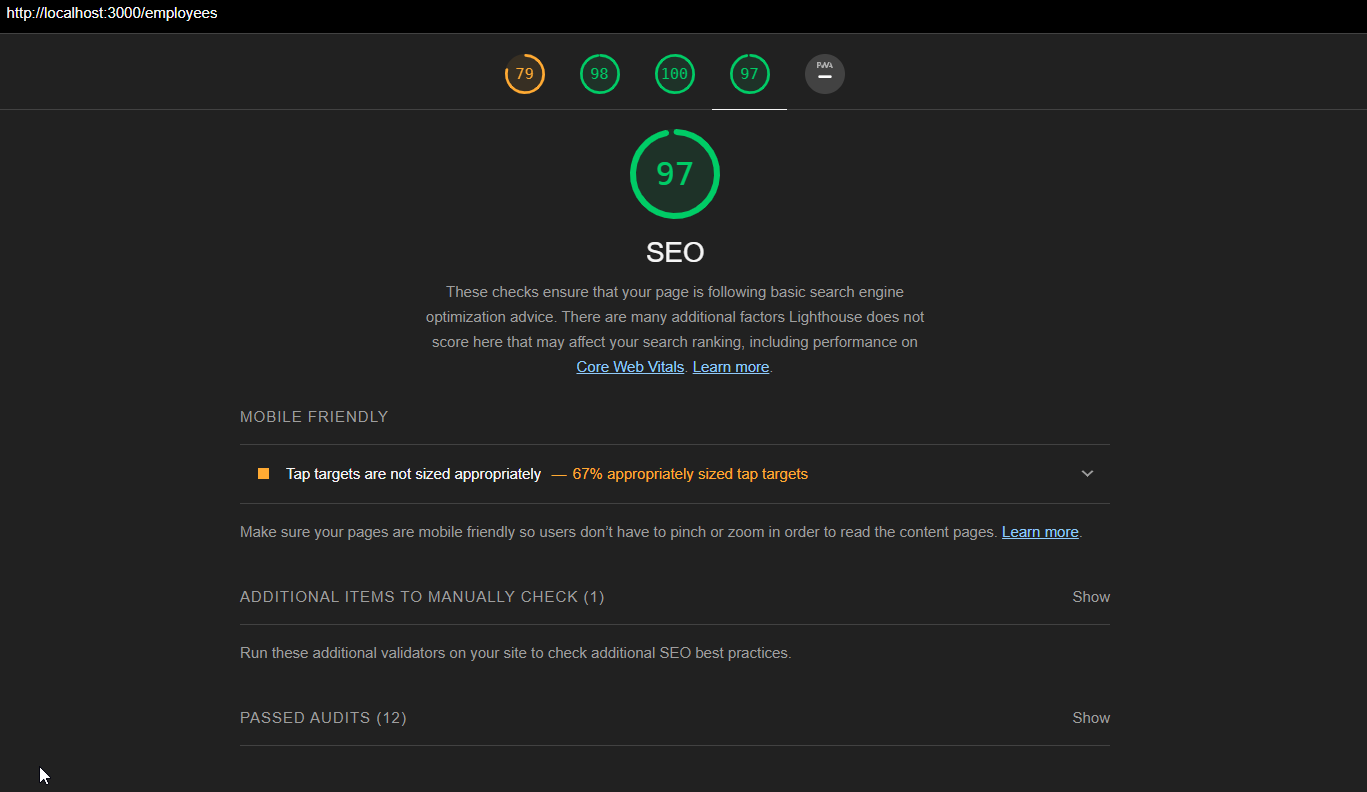 http://localhost:3000/employees
79 98 100 97 PWA
97
SEO
These checks ensure that your page is following basic search engine
optimization advice. There are many additional factors Lighthouse does not
score here that may affect your search ranking, including performance on
Core Web Vitals. Learn more.
MOBILE FRIENDLY
Tap targets are not sized appropriately — 67% appropriately sized tap targets
Make sure your pages are mobile friendly so users don’t have to pinch or zoom in order to read the content pages. Learn more.
ADDITIONAL ITEMS TO MANUALLY CHECK (1) Show
Run these additional validators on your site to check additional SEO best practices.
PASSED AUDITS (12) Show